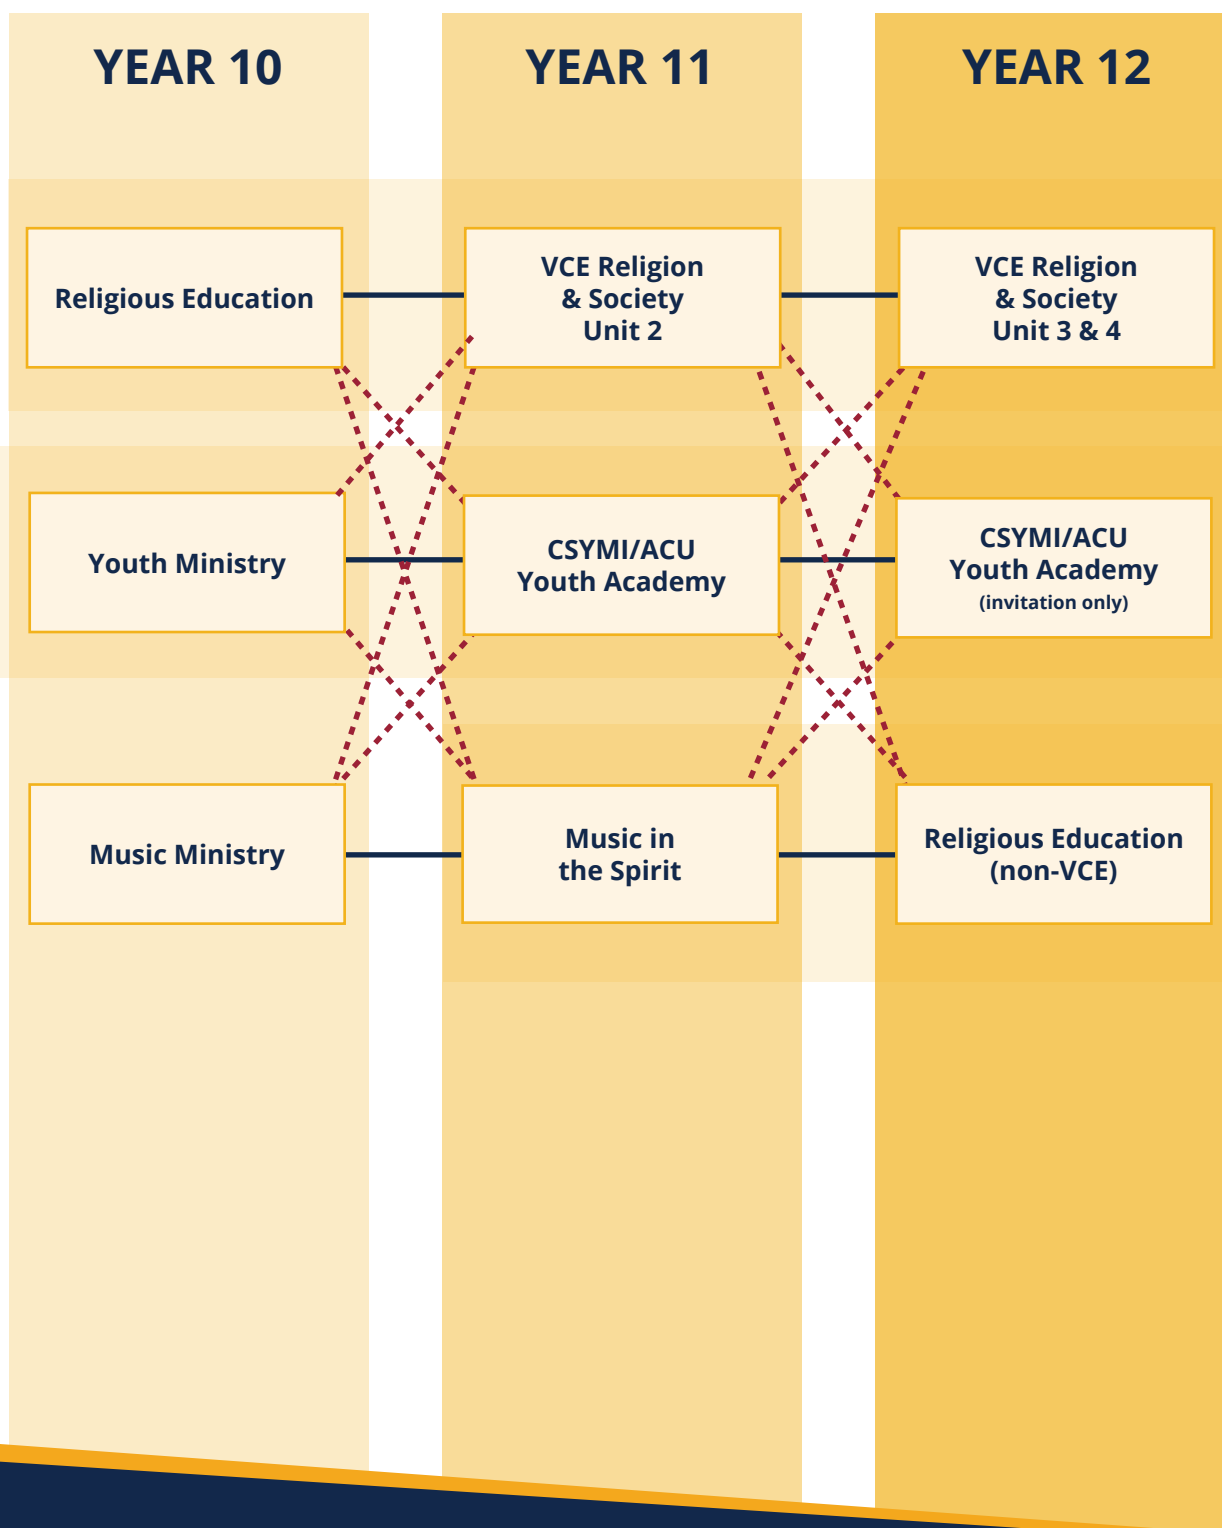 YEAR 10
YEAR 11
YEAR 12
Religious Education
VCE Religion
& Society
Unit 2
VCE Religion
& Society
Unit 3 & 4
Youth Ministry
CSYMI/ACU
Youth Academy
CSYMI/ACU
Youth Academy
(invitation only)
Music Ministry
Music in
the Spirit
Religious Education
(non-VCE)